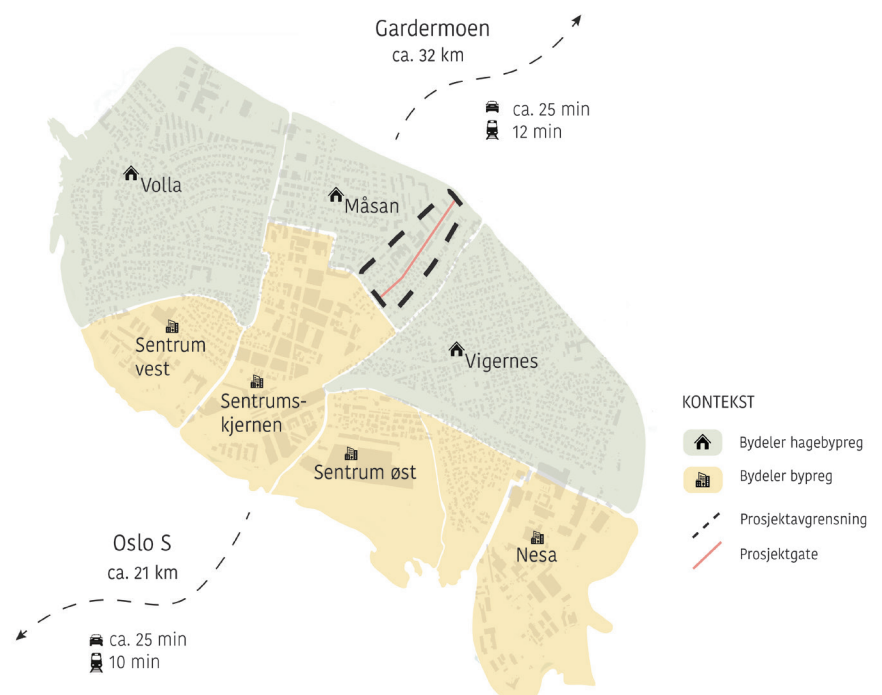 Gardermoen
ca. 32 km
ca. 25 min
12 min
Volla
Måsan
Sentrum
vest
Vigernes
Sentrums-
kjernen
Sentrum øst
Nesa
Oslo S
ca. 21 km
ca. 25 min
10 min
KONTEKST
Bydeler hagebypreg
Bydeler bypreg
Prosjektavgrensning
Prosjektgate